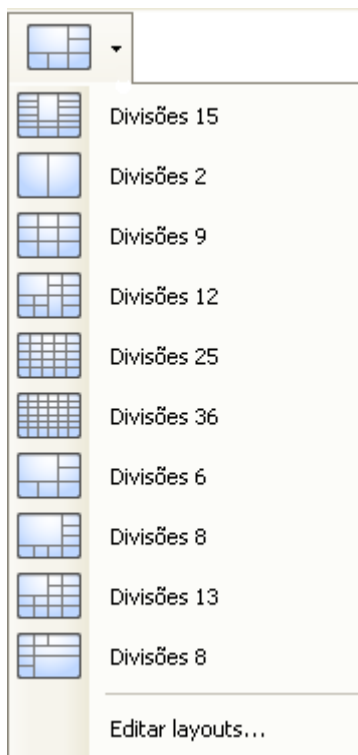 Divisões 15
Divisões 2
Divisões 9
Divisões 12
Divisões 25
Divisões 36
Divisões 6
Divisões 8
Divisões 13
Divisões 8
Editar layouts...